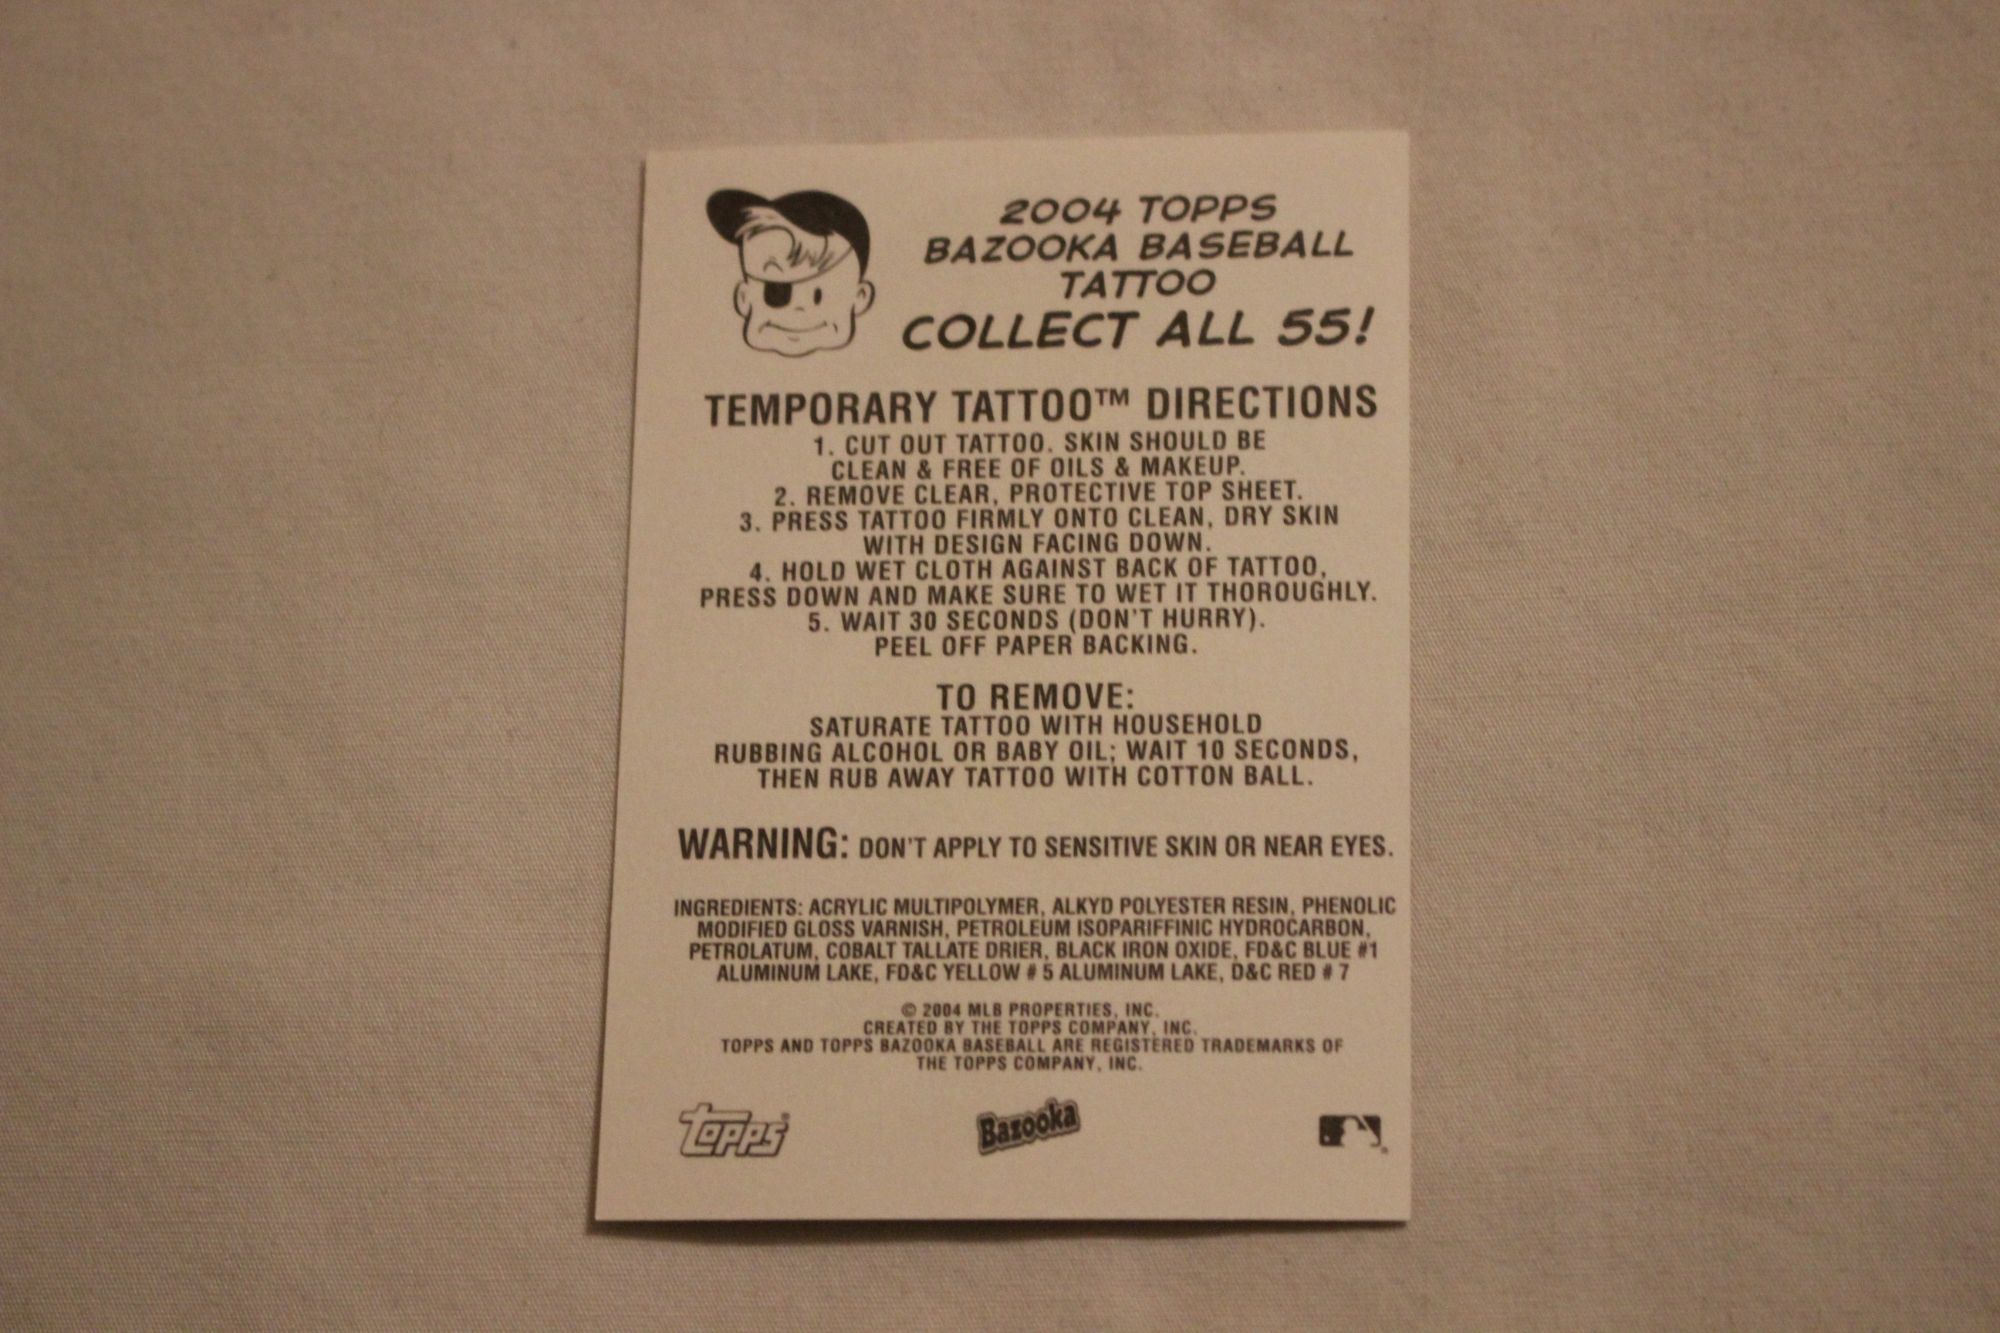 2004 TOPPS
BAZOOKA BASEBALL
TATTOO
COLLECT ALL 55!
TEMPORARY TATTOO™ DIRECTIONS
1. CUT OUT TATTOO. SKIN SHOULD BE
CLEAN & FREE OF OILS & MAKEUP.
2. REMOVE CLEAR, PROTECTIVE TOP SHEET.
3. PRESS TATTOO FIRMLY ONTO CLEAN, DRY SKIN
WITH DESIGN FACING DOWN.
4. HOLD WET CLOTH AGAINST BACK OF TATTOO,
PRESS DOWN AND MAKE SURE TO WET IT THOROUGHLY.
5. WAIT 30 SECONDS (DON'T HURRY).
PEEL OFF PAPER BACKING.
TO REMOVE:
SATURATE TATTOO WITH HOUSEHOLD
RUBBING ALCOHOL OR BABY OIL; WAIT 10 SECONDS,
THEN RUB AWAY TATTOO WITH COTTON BALL.
WARNING: DON'T APPLY TO SENSITIVE SKIN OR NEAR EYES.
INGREDIENTS: ACRYLIC MULTIPOLYMER, ALKYD POLYESTER RESIN, PHENOLIC
MODIFIED GLOSS VARNISH, PETROLEUM ISOPARIFFINIC HYDROCARBON,
PETROLATUM, COBALT TALLATE DRIER, BLACK IRON OXIDE, FD&C BLUE #1
ALUMINUM LAKE, FD&C YELLOW # 5 ALUMINUM LAKE, D&C RED # 7
© 2004 MLB PROPERTIES, INC.
CREATED BY THE TOPPS COMPANY, INC.
TOPPS AND TOPPS BAZOOKA BASEBALL ARE REGISTERED TRADEMARKS OF
THE TOPPS COMPANY, INC.
Topps® Bazooka